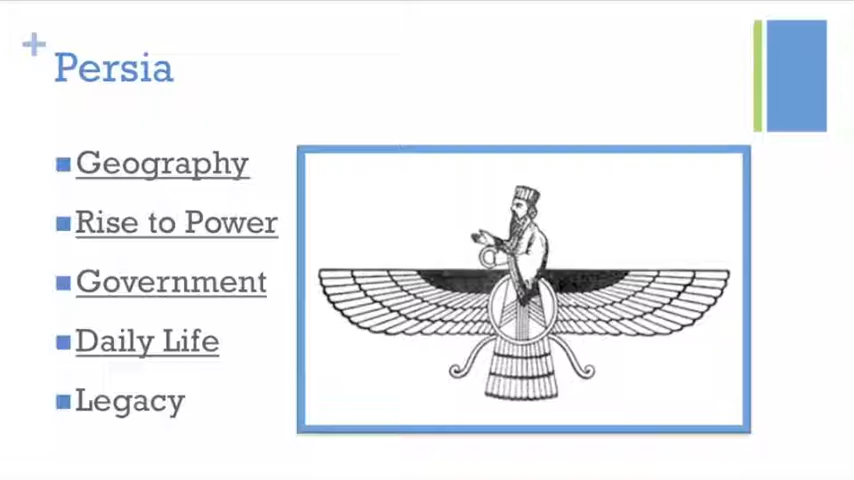 Persia
Geography
Rise to Power
Government
Daily Life
Legacy